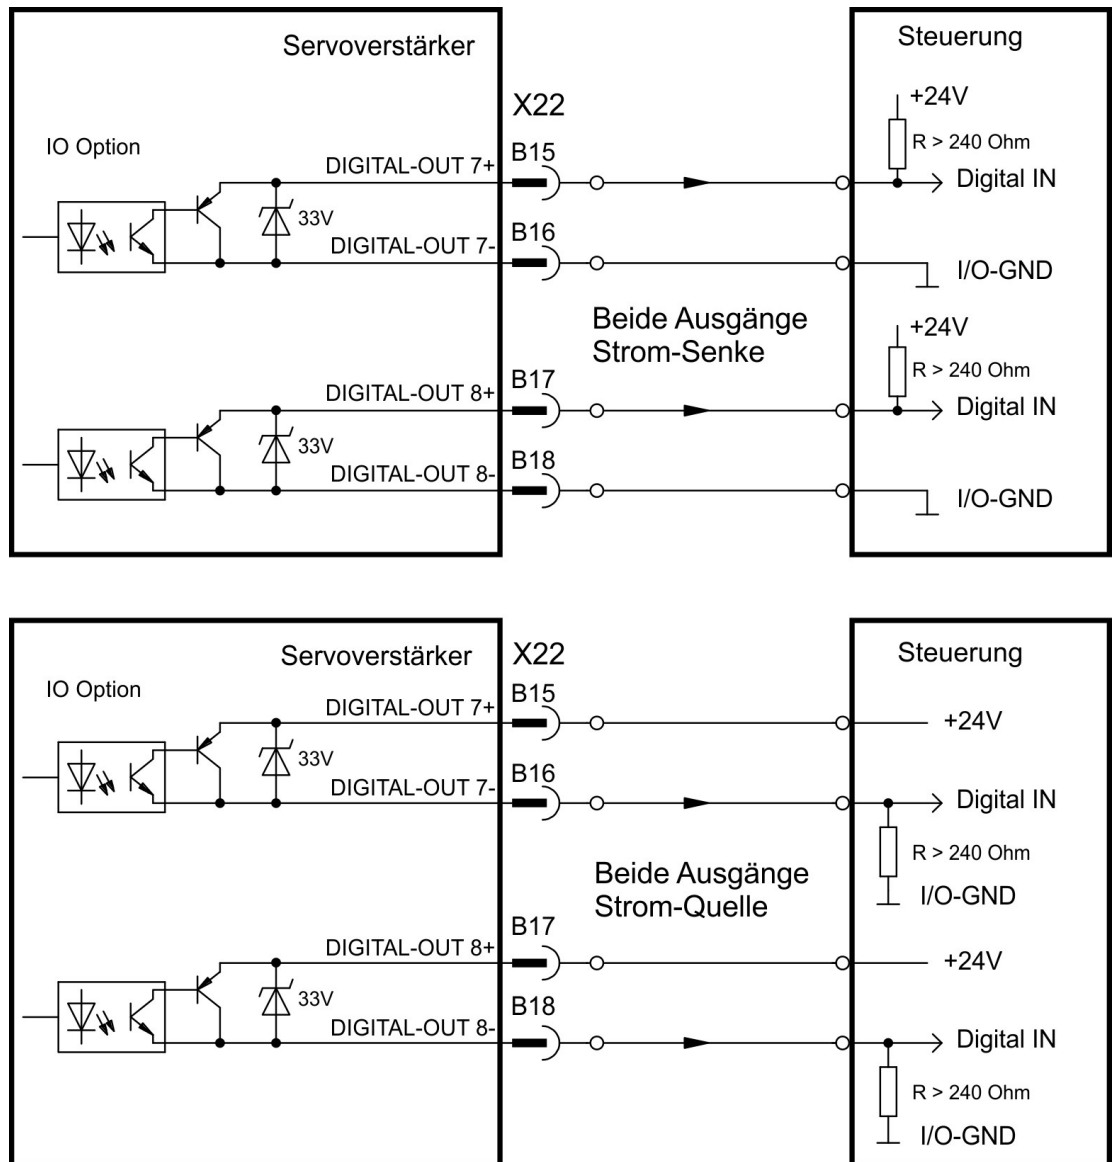 Servoverstärker
Steuerung
X22
+24V
IO Option
R > 240 Ohm
B15
DIGITAL-OUT 7+
Digital IN
33V
B16
DIGITAL-OUT 7-
I/O-GND
Beide Ausgänge
Strom-Senke
+24V
R > 240 Ohm
B17
DIGITAL-OUT 8+
Digital IN
33V
B18
DIGITAL-OUT 8-
I/O-GND
Servoverstärker
X22
Steuerung
IO Option
B15
DIGITAL-OUT 7+
+24V
33V
B16
DIGITAL-OUT 7-
Digital IN
R > 240 Ohm
I/O-GND
Beide Ausgänge
Strom-Quelle
B17
DIGITAL-OUT 8+
+24V
33V
B18
DIGITAL-OUT 8-
Digital IN
R > 240 Ohm
I/O-GND